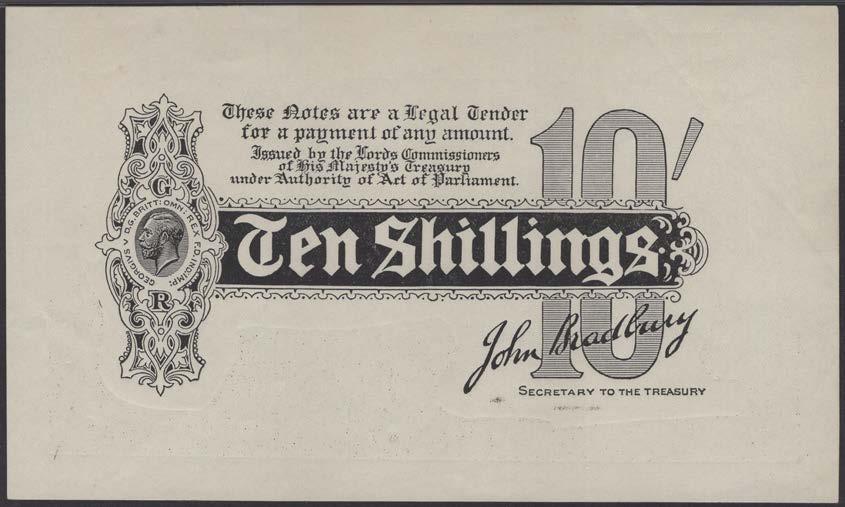 These Notes are a Legal Tender
for a payment of any amount.
Issued by the Lords Commissioners
of His Majesty's Treasury
under Authority of Act of Parliament.
10/
G
GEORGIVS V D.G. BRITT: OMN: REX F.D. IND: IMP:
R
Ten Shillings
10
John Bradbury
SECRETARY TO THE TREASURY